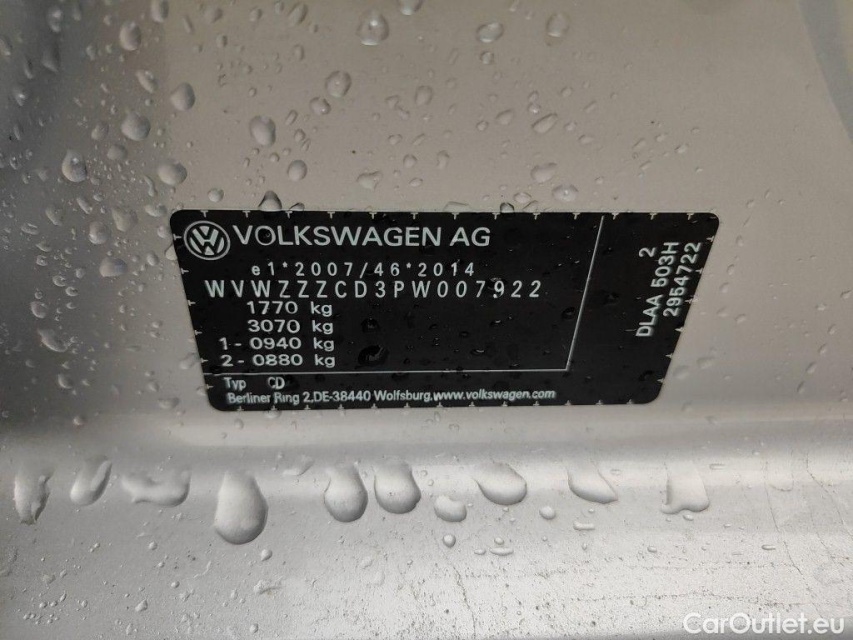 VOLKSWAGEN AG
e1*2007/46*2014
WVWZZZCD3PW007922
1770 kg
3070 kg
1- 0940 kg
2- 0880 kg
Typ CD
Berliner Ring 2,DE-38440 Wolfsburg,www.volkswagen.com
2
DLAA 503H
2954722
CarOutlet.eu